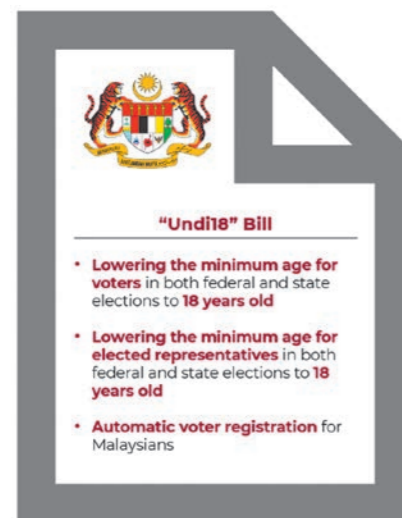 “Undi18” Bill
• Lowering the minimum age for
voters in both federal and state
elections to 18 years old
• Lowering the minimum age for
elected representatives in both
federal and state elections to 18
years old
• Automatic voter registration for
Malaysians